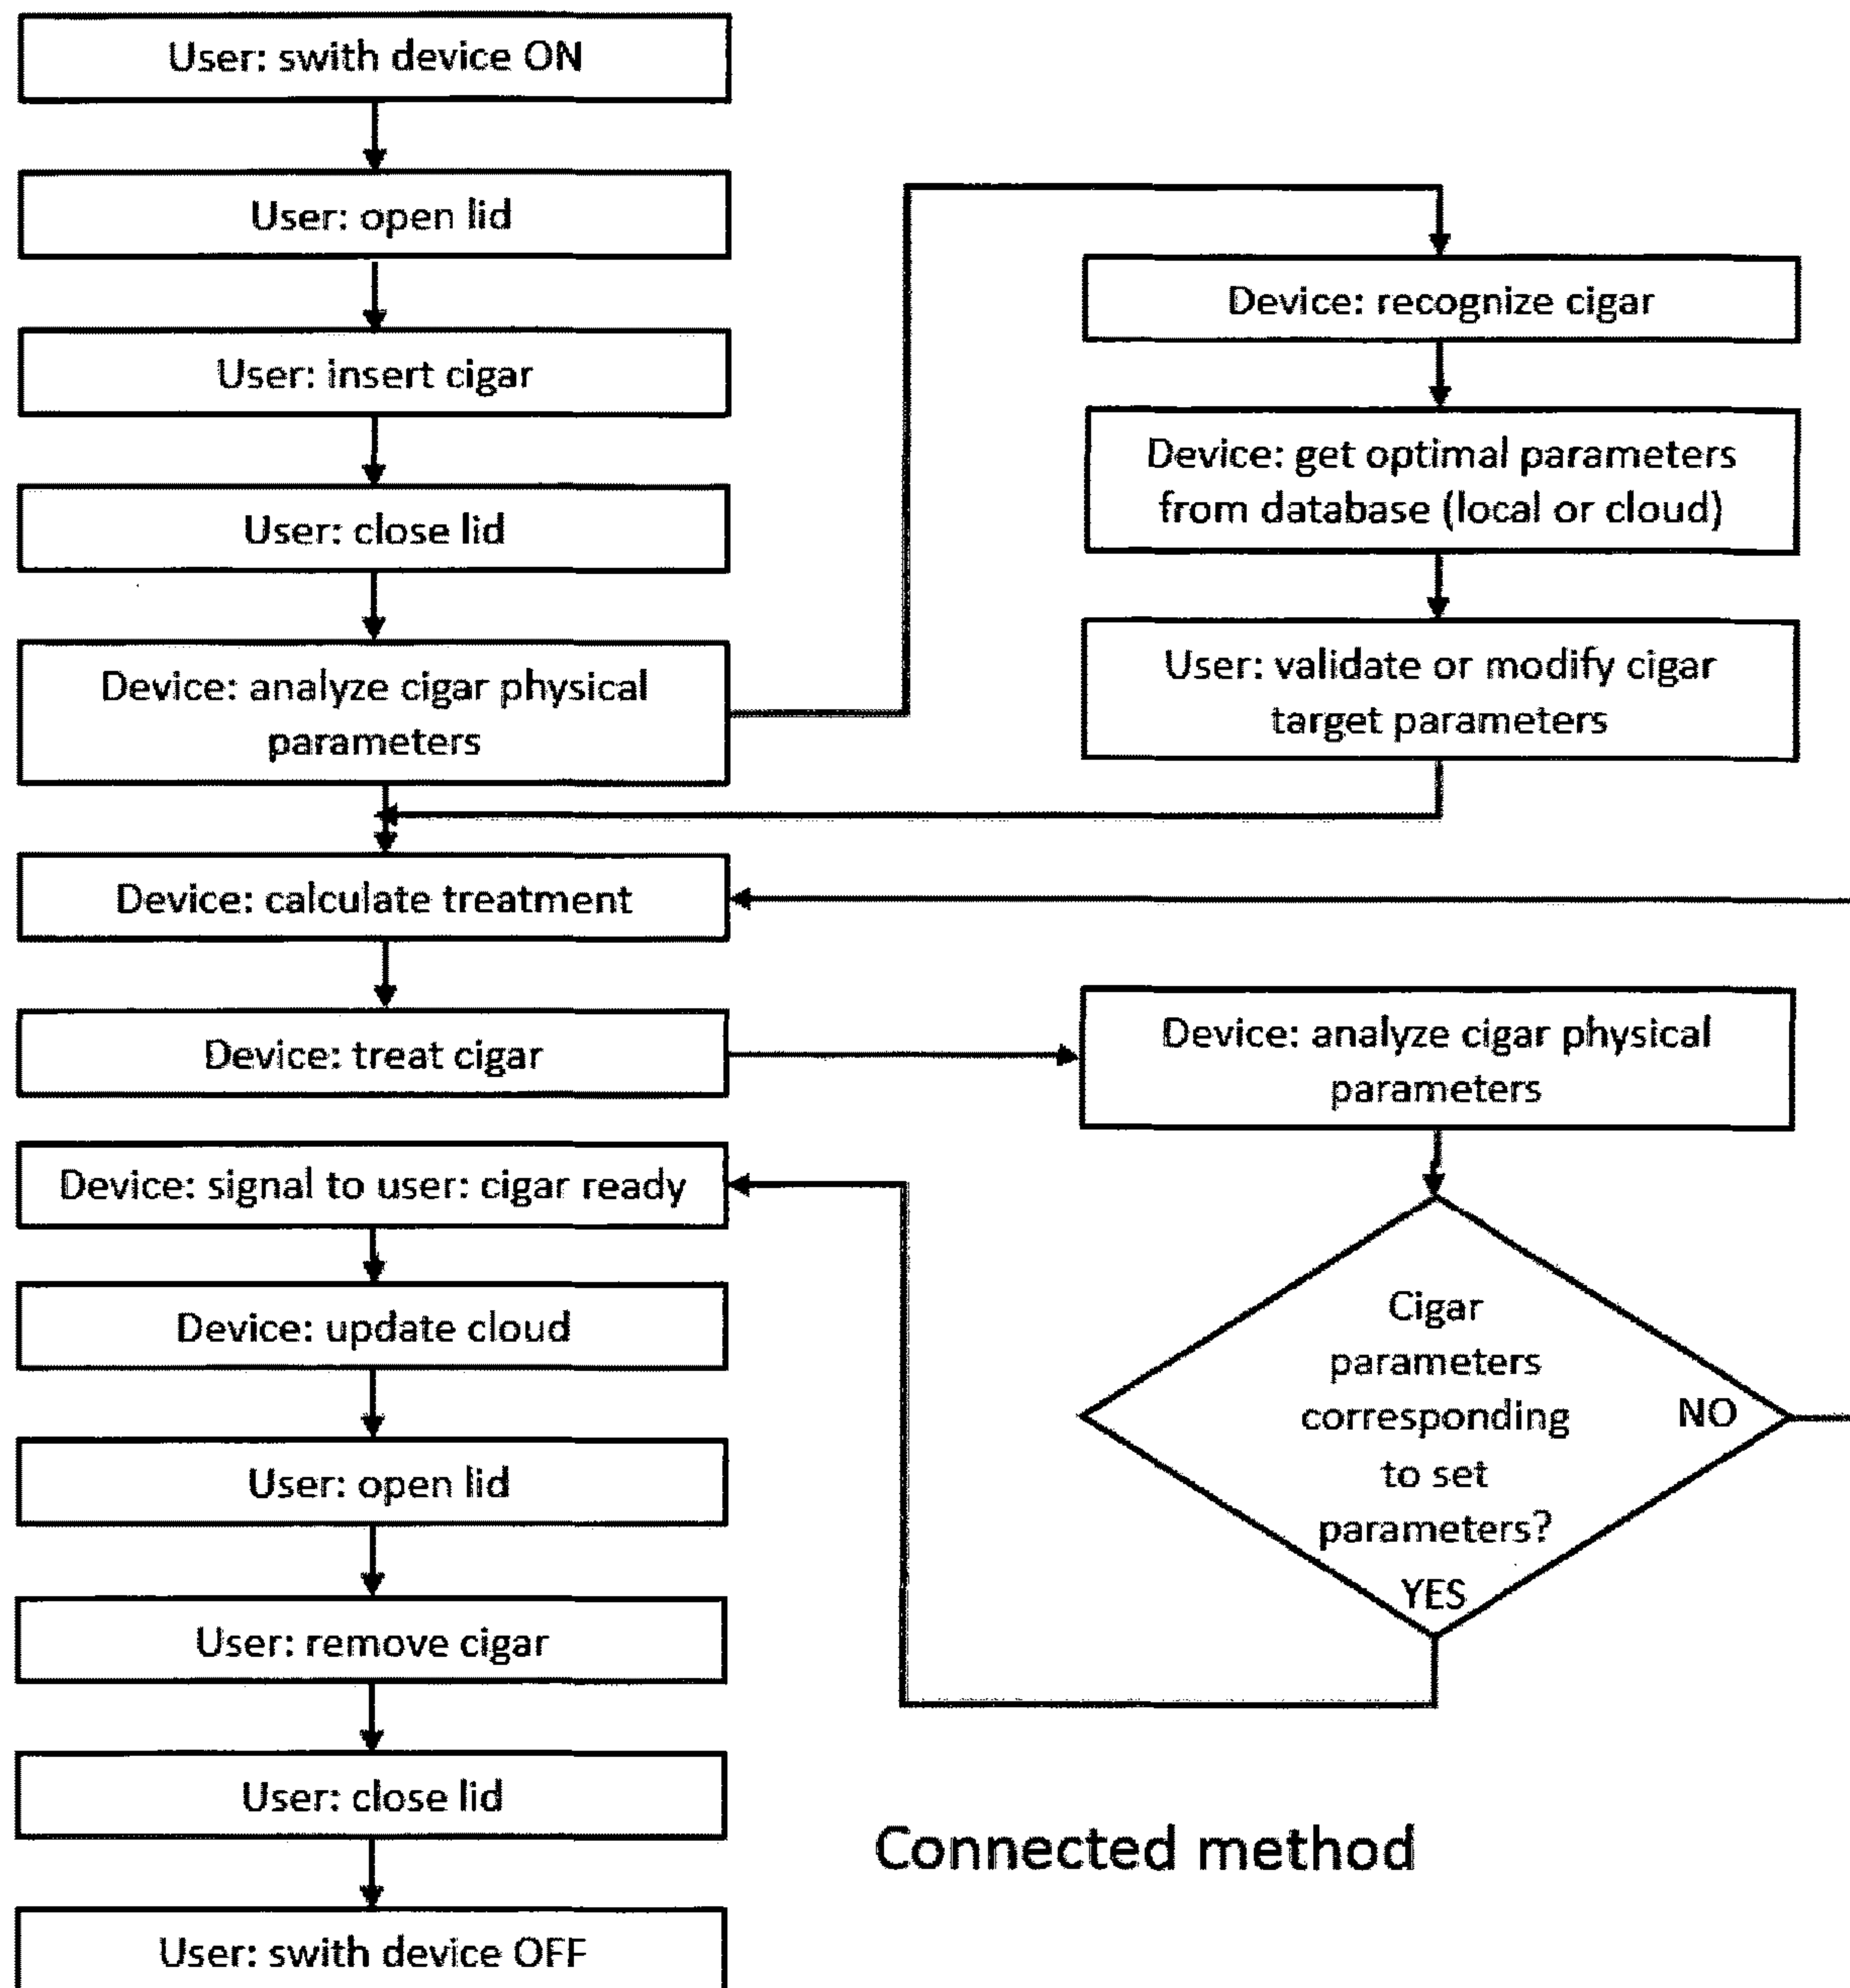 User: swith device ON
User: open lid
User: insert cigar
User: close lid
Device: analyze cigar physical
parameters
Device: recognize cigar
Device: get optimal parameters
from database (local or cloud)
User: validate or modify cigar
target parameters
Device: calculate treatment
Device: treat cigar
Device: analyze cigar physical
parameters
Cigar
parameters
corresponding
to set
parameters?
NO
YES
Device: signal to user: cigar ready
Device: update cloud
User: open lid
User: remove cigar
User: close lid
User: swith device OFF
Connected method